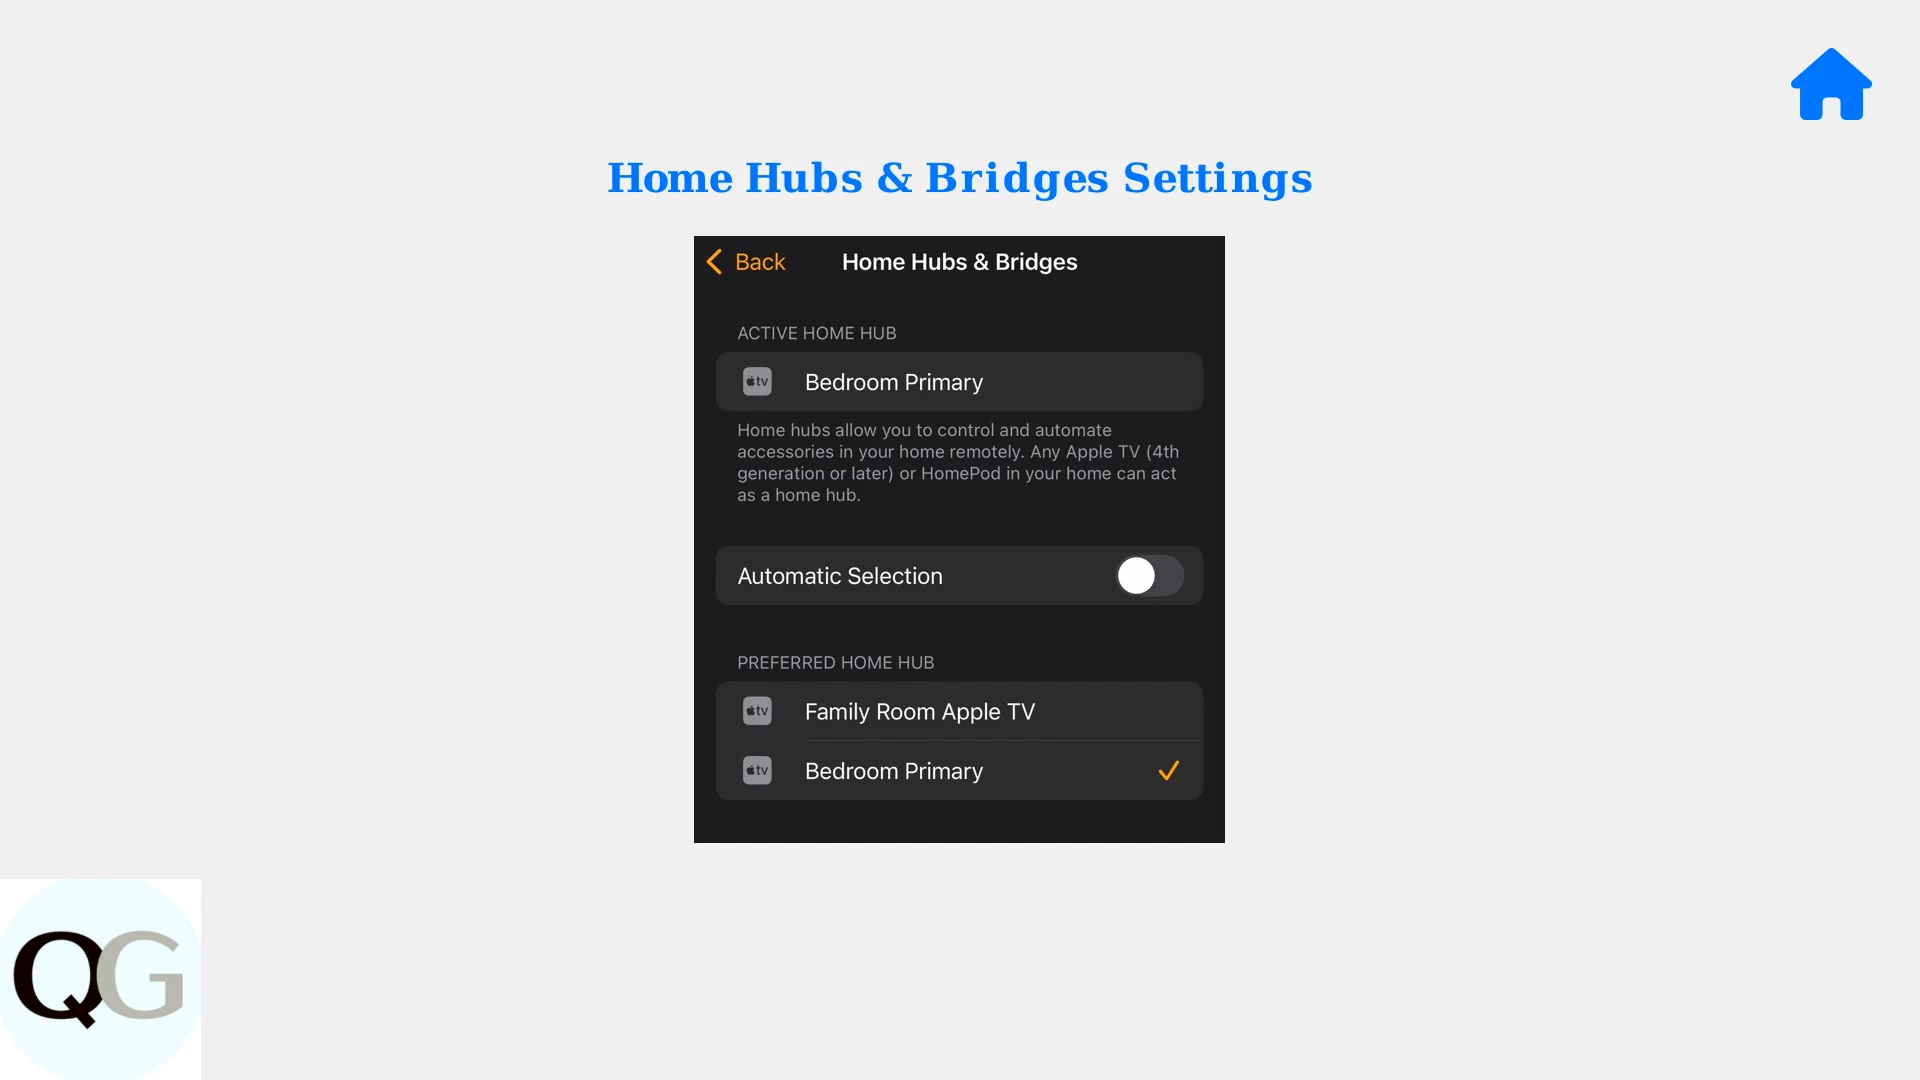 Home Hubs & Bridges Settings
Back
Home Hubs & Bridges
ACTIVE HOME HUB
tv
Bedroom Primary
Home hubs allow you to control and automate
accessories in your home remotely. Any Apple TV (4th
generation or later) or HomePod in your home can act
as a home hub.
Automatic Selection
PREFERRED HOME HUB
tv
Family Room Apple TV
tv
Bedroom Primary
QG